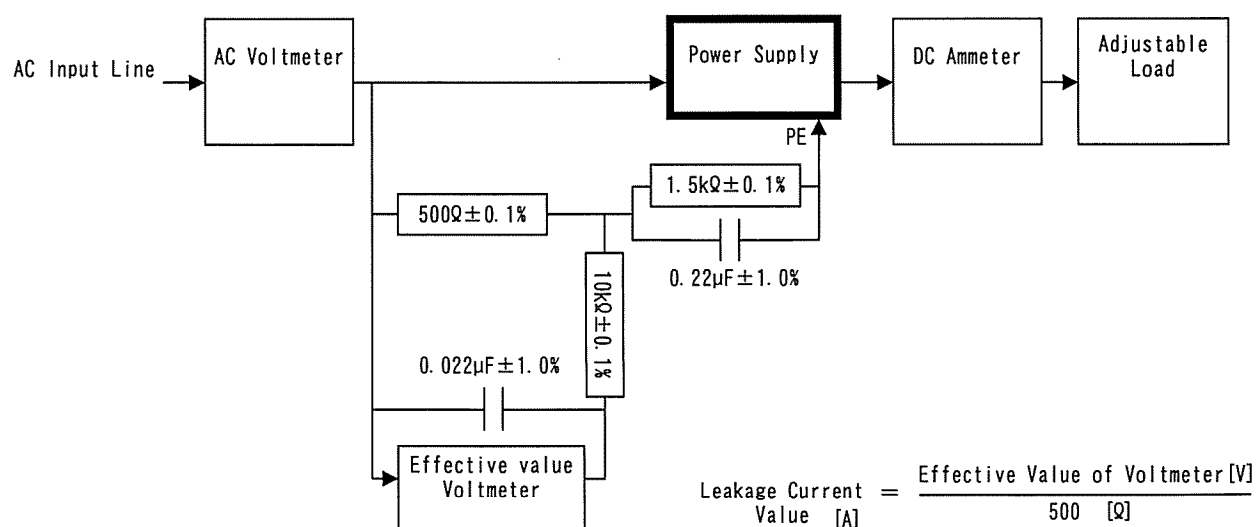 AC Input Line
AC Voltmeter
Power Supply
DC Ammeter
Adjustable
Load
PE
1.5kΩ±0.1%
500Ω±0.1%
0.22μF±1.0%
10kΩ±0.1%
0.022μF±1.0%
Effective value
Voltmeter
Leakage Current
Value [A]
=
Effective Value of Voltmeter[V]
500 [Ω]